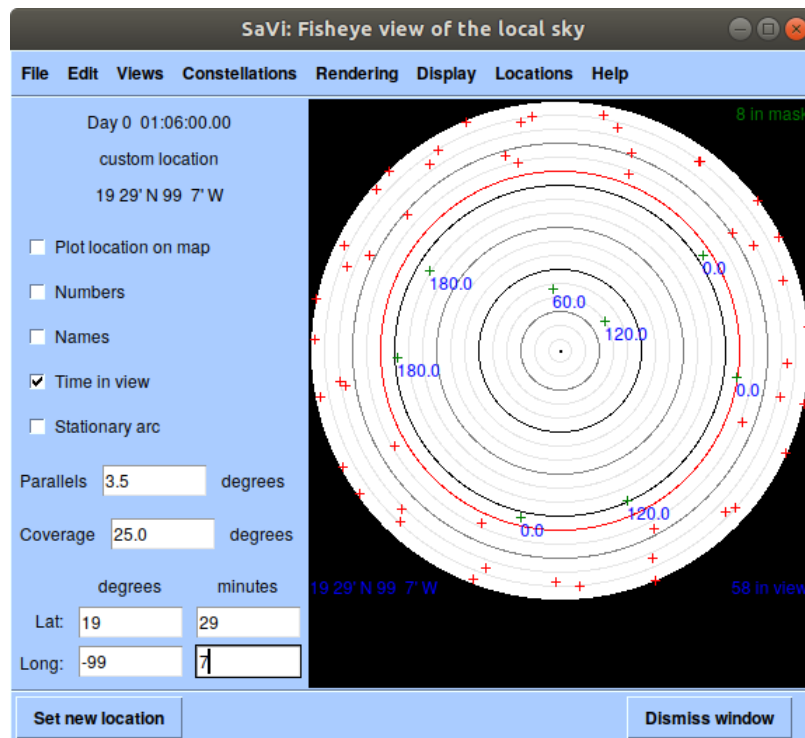 SaVi: Fisheye view of the local sky
File Edit Views Constellations Rendering Display Locations Help
Day 0 01:06:00.00
custom location
19 29' N 99 7' W
Plot location on map
Numbers
Names
Time in view
Stationary arc
Parallels 3.5 degrees
Coverage 25.0 degrees
degrees minutes
Lat: 19 29
Long: -99 7
8 in mask
0.0
180.0
60.0
120.0
180.0
0.0
120.0
0.0
19 29' N 99 7' W
58 in view
Set new location
Dismiss window